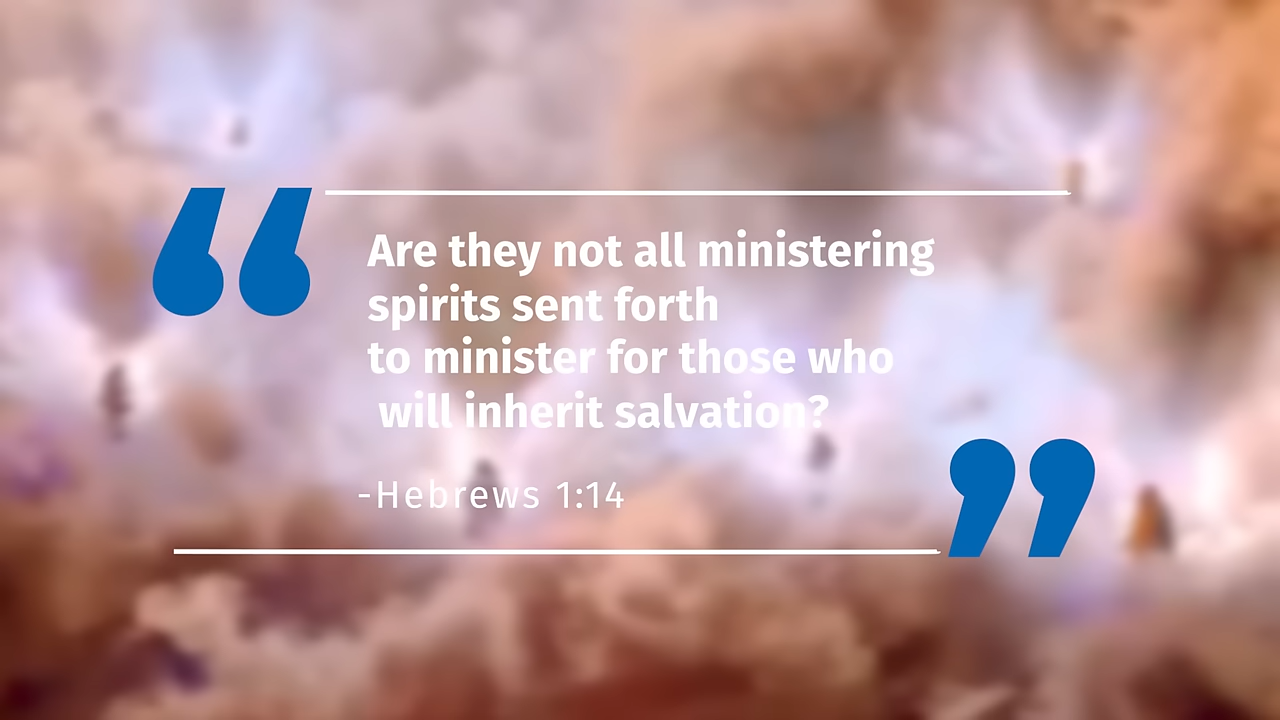 “
Are they not all ministering
spirits sent forth
to minister for those who
will inherit salvation?
-Hebrews 1:14
”